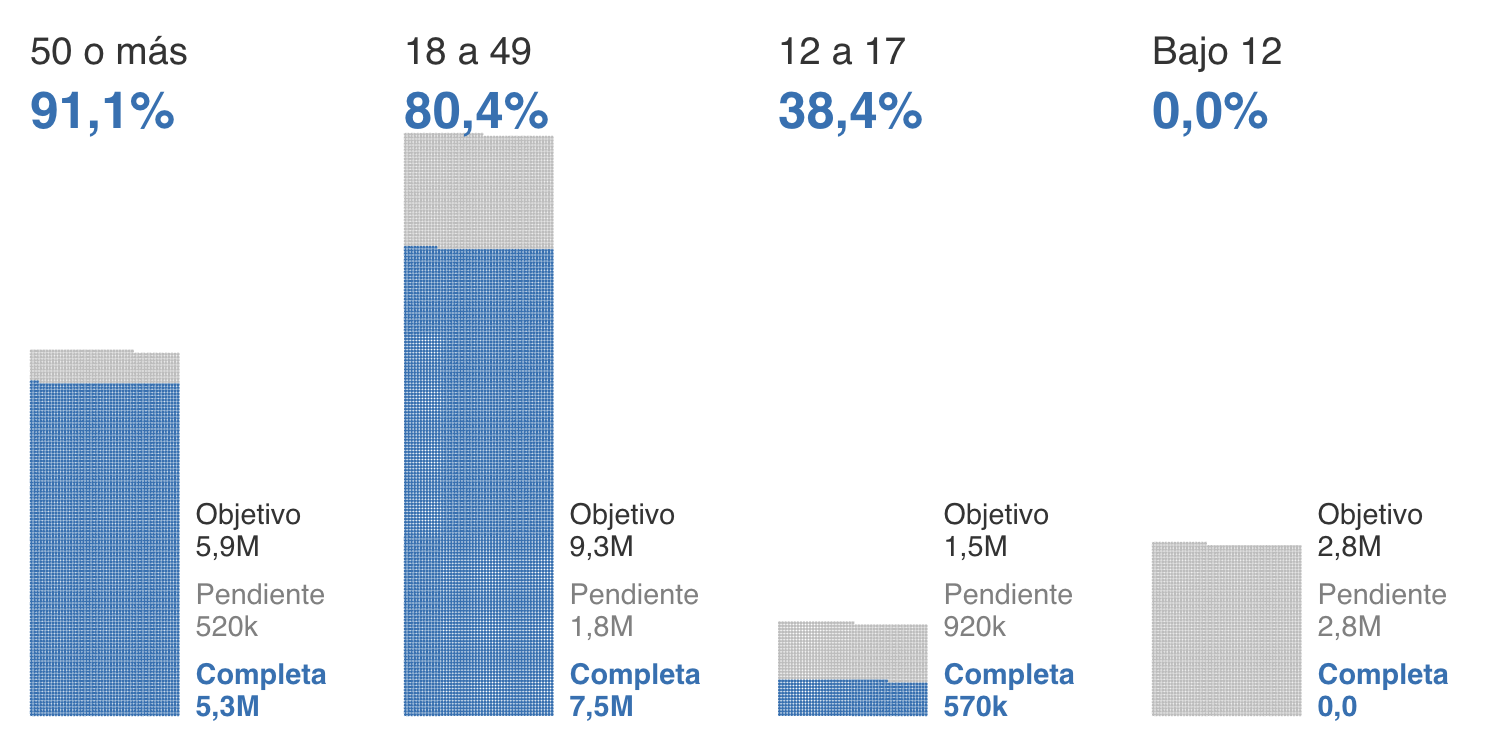 50 o más
91,1%
Objetivo
5,9M
Pendiente
520k
Completa
5,3M
18 a 49
80,4%
Objetivo
9,3M
Pendiente
1,8M
Completa
7,5M
12 a 17
38,4%
Objetivo
1,5M
Pendiente
920k
Completa
570k
Bajo 12
0,0%
Objetivo
2,8M
Pendiente
2,8M
Completa
0,0